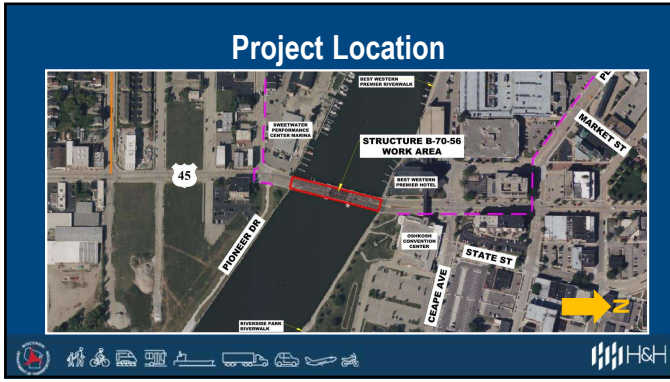 Project Location
BEST WESTERN
PREMIER RIVERWALK
SWEETWATER
PERFORMANCE
CENTER MARINA
STRUCTURE B-70-56
WORK AREA
MARKET ST
45
BEST WESTERN
PREMIER HOTEL
PIONEER DR
OSHKOSH
CONVENTION
CENTER
STATE ST
CEAPE AVE
RIVERSIDE PARK
RIVERWALK
N
WISCONSIN
H&H